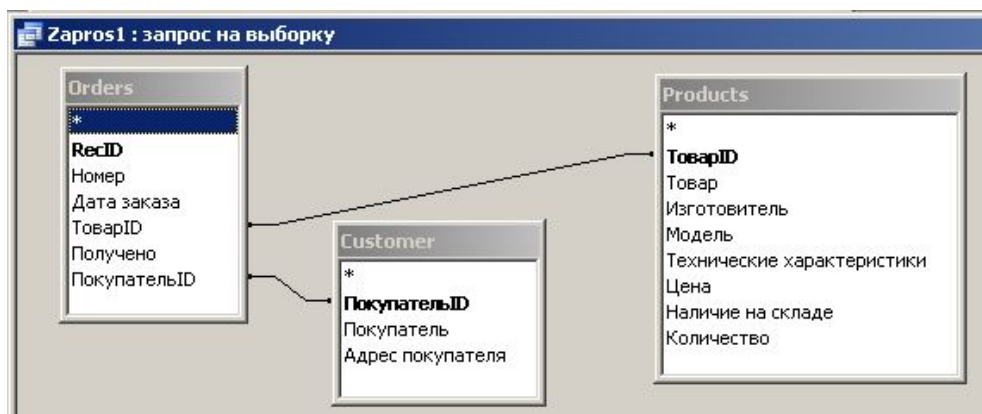 Zapros1 : запрос на выборку
Orders
*
RecID
Номер
Дата заказа
ТоварID
Получено
ПокупательID
Customer
*
ПокупательID
Покупатель
Адрес покупателя
Products
*
ТоварID
Товар
Изготовитель
Модель
Технические характеристики
Цена
Наличие на складе
Количество